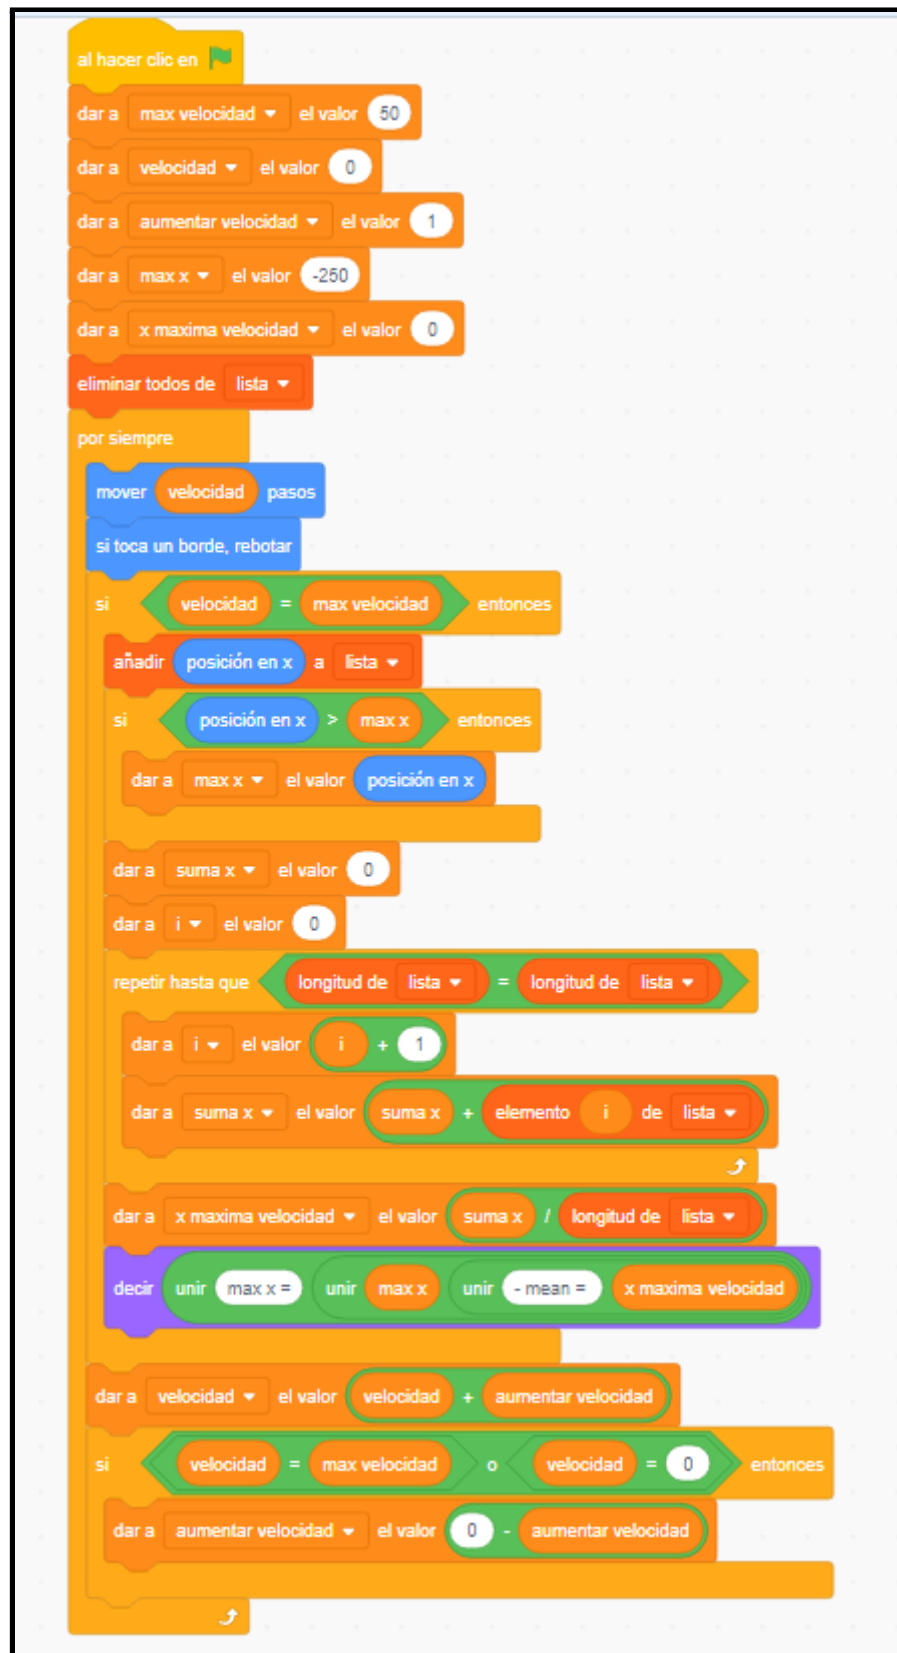 al hacer clic en
dar a max velocidad el valor 50
dar a velocidad el valor 0
dar a aumentar velocidad el valor 1
dar a max x el valor -250
dar a x maxima velocidad el valor 0
eliminar todos de lista
por siempre
mover velocidad pasos
si toca un borde, rebotar
si velocidad = max velocidad entonces
añadir posición en x a lista
si posición en x > max x entonces
dar a max x el valor posición en x
dar a suma x el valor 0
dar a i el valor 0
repetir hasta que longitud de lista = longitud de lista
dar a i el valor i + 1
dar a suma x el valor suma x + elemento i de lista
dar a x maxima velocidad el valor suma x / longitud de lista
decir unir max x = unir max x unir - mean = x maxima velocidad
dar a velocidad el valor velocidad + aumentar velocidad
si velocidad = max velocidad o velocidad = 0 entonces
dar a aumentar velocidad el valor 0 - aumentar velocidad